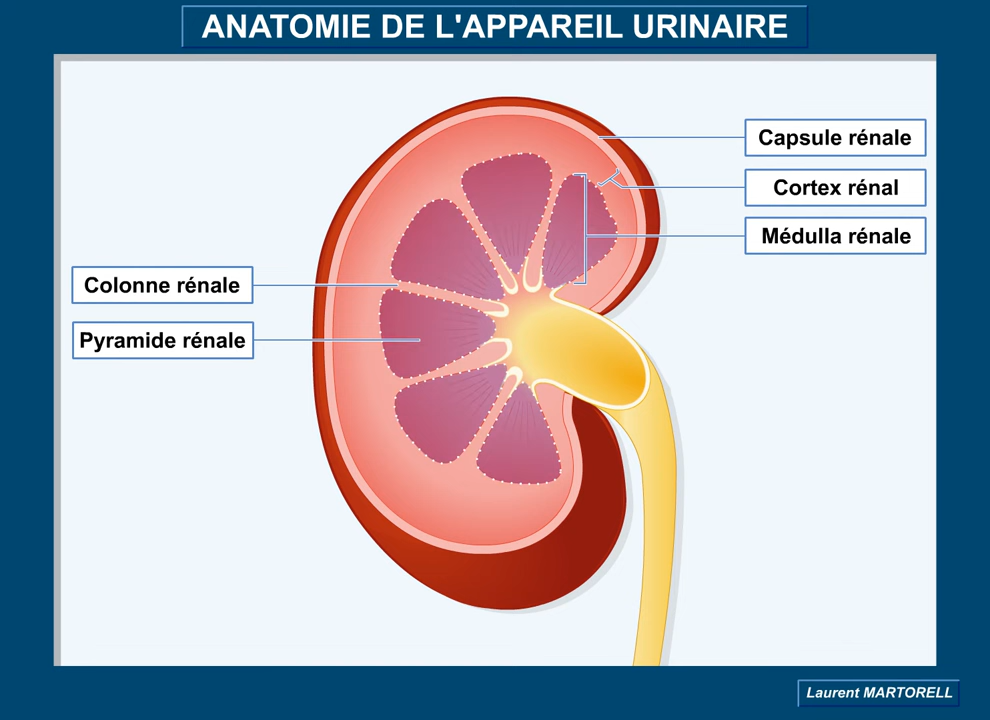 ANATOMIE DE L'APPAREIL URINAIRE
Capsule rénale
Cortex rénal
Médulla rénale
Colonne rénale
Pyramide rénale
Laurent MARTORELL